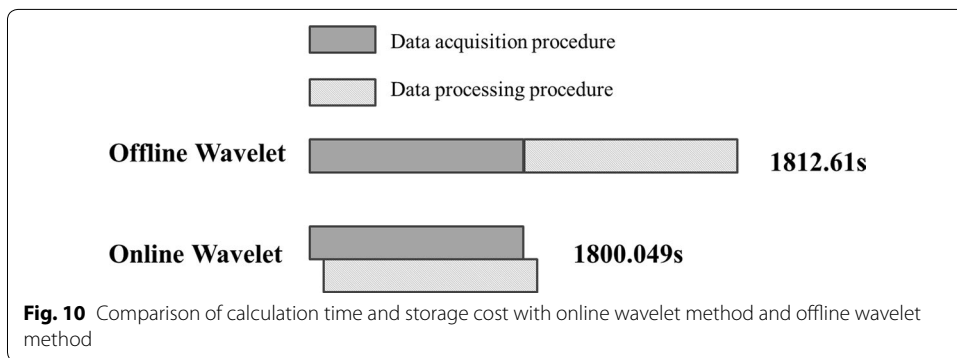 Data acquisition procedure
Data processing procedure
Offline Wavelet
1812.61s
Online Wavelet
1800.049s
Fig. 10 Comparison of calculation time and storage cost with online wavelet method and offline wavelet
method